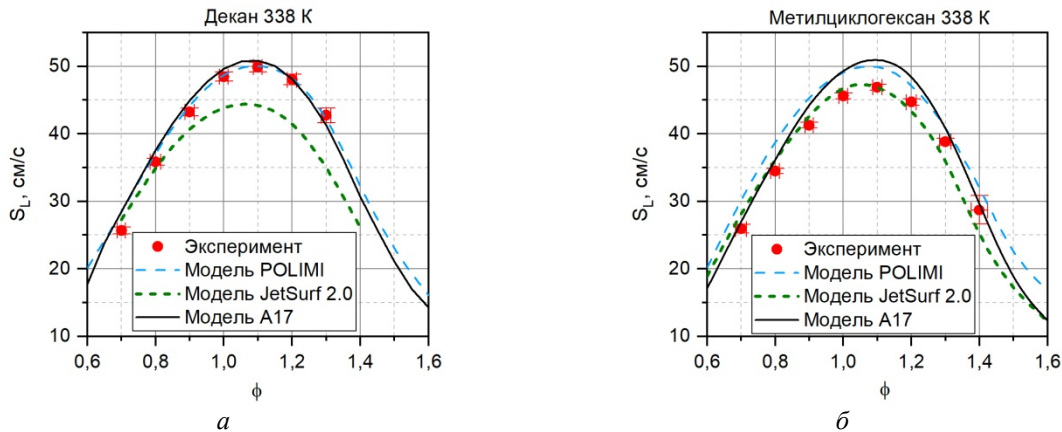 Декан 338 К
50
40
30
20
10
S_L, см/с
Эксперимент
Модель POLIMI
Модель JetSurf 2.0
Модель A17
0,6 0,8 1,0 1,2 1,4 1,6
ϕ
а
Метилциклогексан 338 К
50
40
30
20
10
S_L, см/с
Эксперимент
Модель POLIMI
Модель JetSurf 2.0
Модель A17
0,6 0,8 1,0 1,2 1,4 1,6
ϕ
б